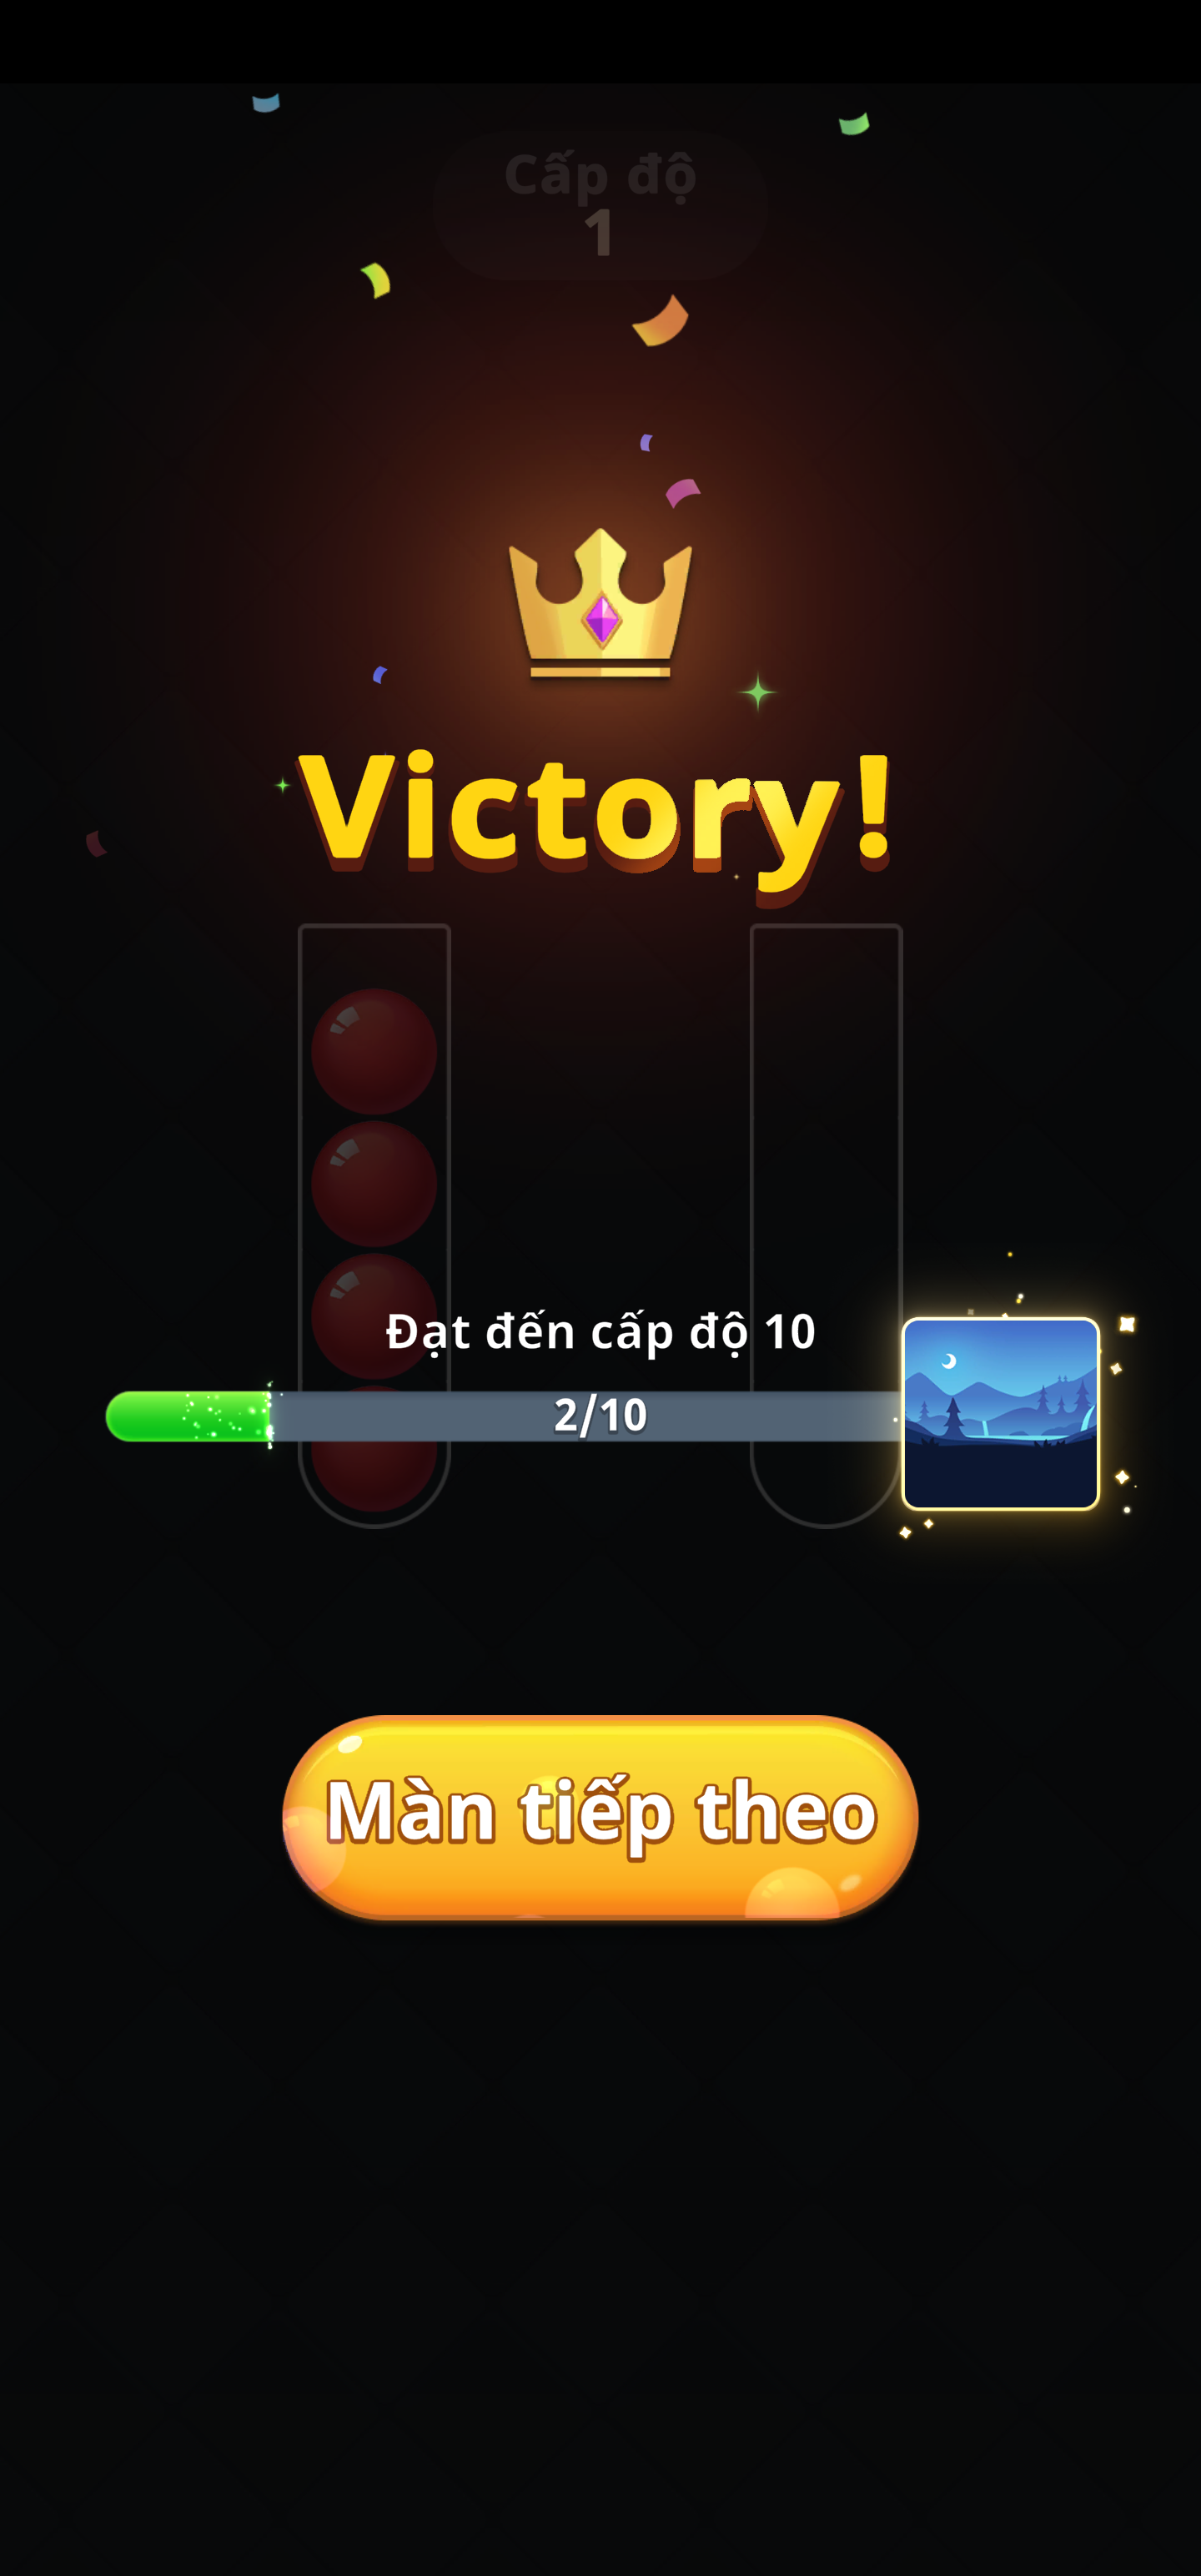 Cấp độ
1
Victory!
Đạt đến cấp độ 10
2/10
Màn tiếp theo